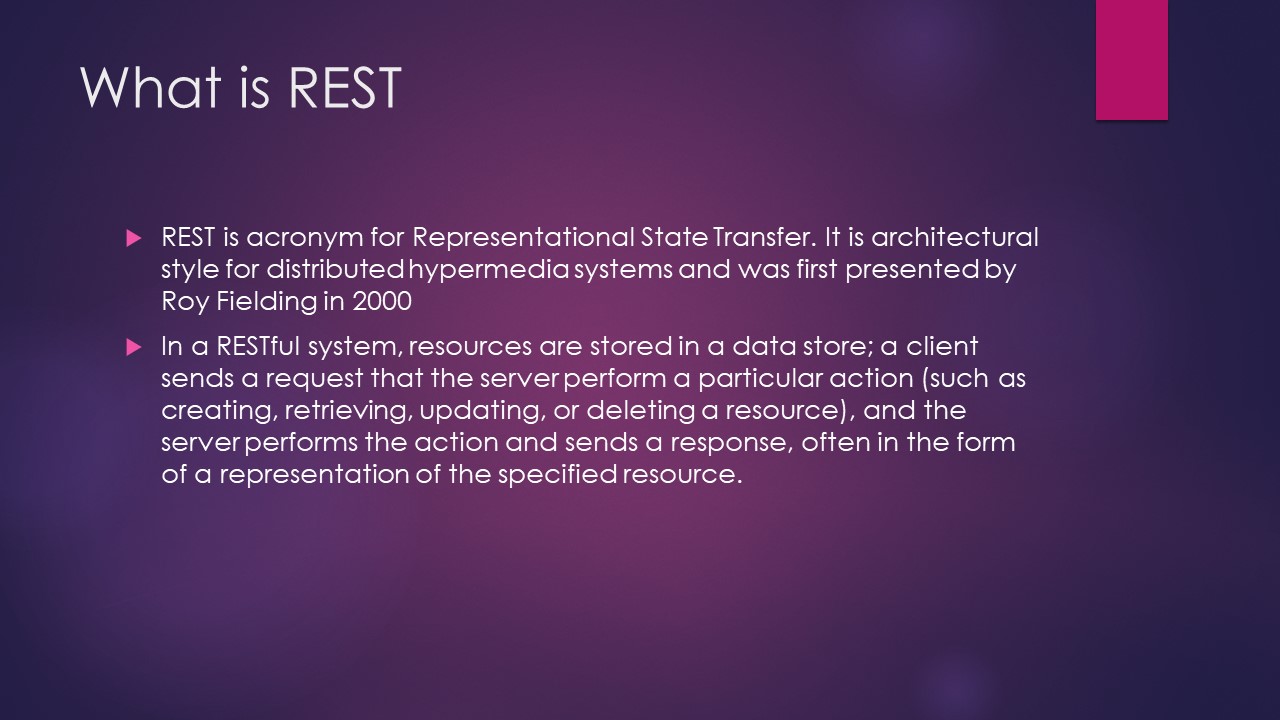 What is REST
REST is acronym for Representational State Transfer. It is architectural
style for distributed hypermedia systems and was first presented by
Roy Fielding in 2000
In a RESTful system, resources are stored in a data store; a client
sends a request that the server perform a particular action (such as
creating, retrieving, updating, or deleting a resource), and the
server performs the action and sends a response, often in the form
of a representation of the specified resource.